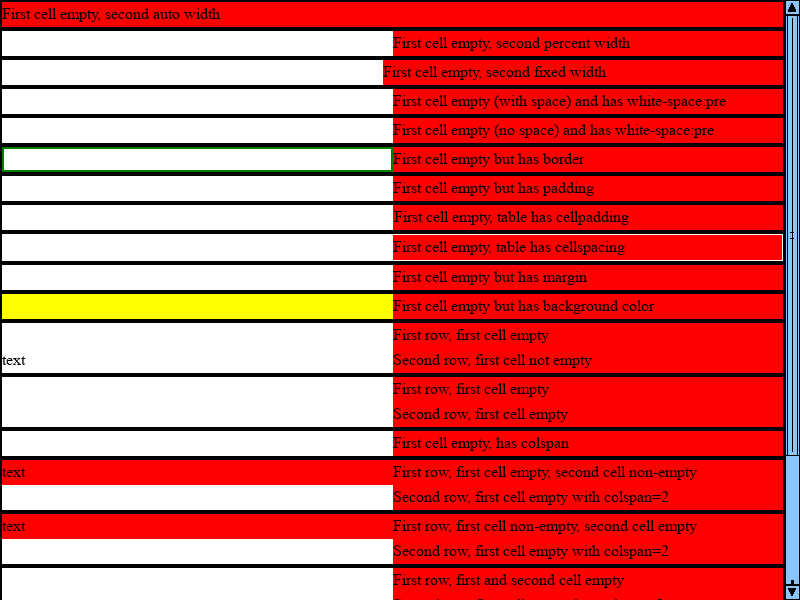 First cell empty, second auto width
First cell empty, second percent width
First cell empty, second fixed width
First cell empty (with space) and has white-space:pre
First cell empty (no space) and has white-space:pre
First cell empty but has border
First cell empty but has padding
First cell empty, table has cellpadding
First cell empty, table has cellspacing
First cell empty but has margin
First cell empty but has background color
First row, first cell empty
text Second row, first cell not empty
First row, first cell empty
Second row, first cell empty
First cell empty, has colspan
text First row, first cell empty, second cell non-empty
Second row, first cell empty with colspan=2
text First row, first cell non-empty, second cell empty
Second row, first cell empty with colspan=2
First row, first and second cell empty